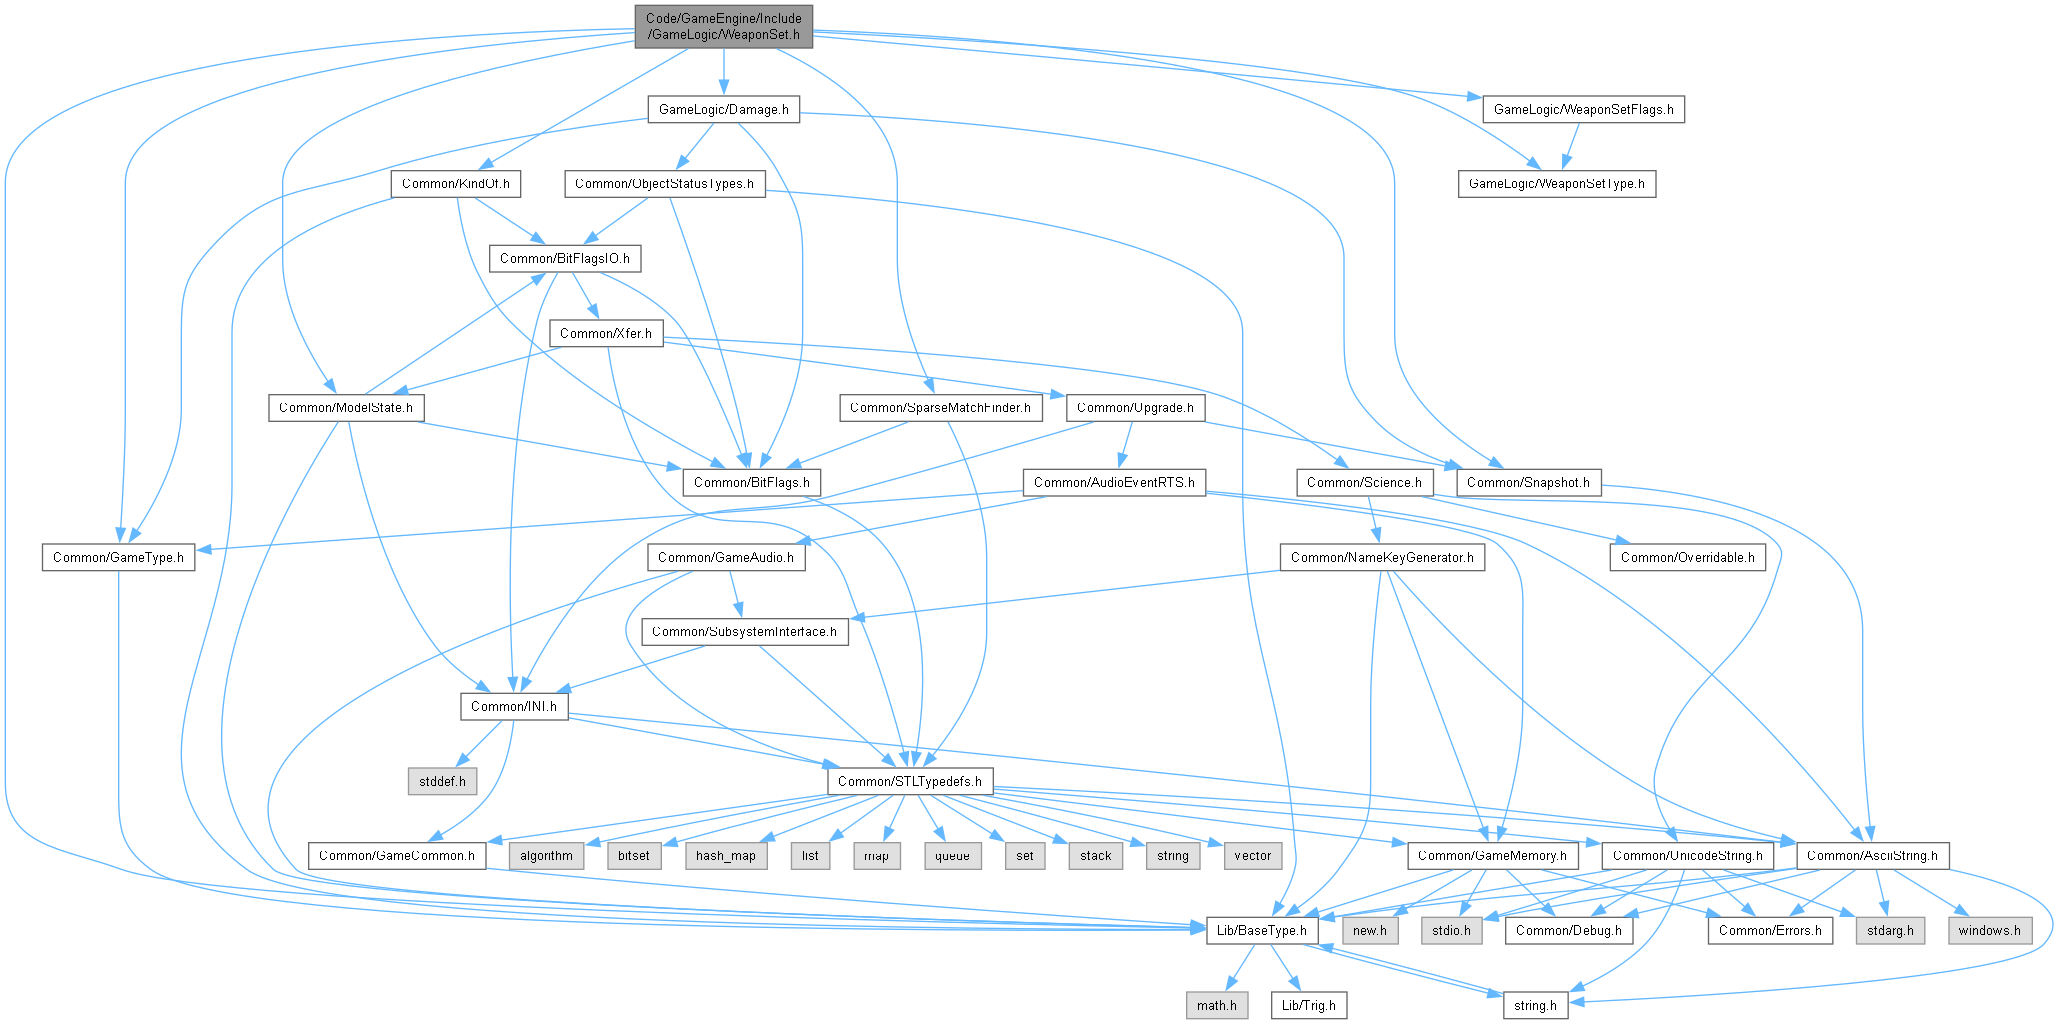 Code/GameEngine/Include
/GameLogic/WeaponSet.h
GameLogic/Damage.h
GameLogic/WeaponSetFlags.h
Common/KindOf.h
Common/ObjectStatusTypes.h
GameLogic/WeaponSetType.h
Common/BitFlagsIO.h
Common/Xfer.h
Common/ModelState.h
Common/SparseMatchFinder.h
Common/Upgrade.h
Common/BitFlags.h
Common/AudioEventRTS.h
Common/Science.h
Common/Snapshot.h
Common/GameType.h
Common/GameAudio.h
Common/NameKeyGenerator.h
Common/Overridable.h
Common/SubsystemInterface.h
Common/INI.h
stddef.h
Common/STLTypedefs.h
Common/GameCommon.h
algorithm
bitset
hash_map
list
map
queue
set
stack
string
vector
Common/GameMemory.h
Common/UnicodeString.h
Common/AsciiString.h
Lib/BaseType.h
new.h
stdio.h
Common/Debug.h
Common/Errors.h
stdarg.h
windows.h
math.h
Lib/Trig.h
string.h